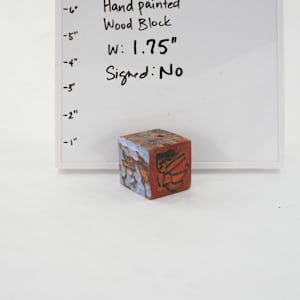 Hand painted
Wood Block
W: 1.75"
Signed: No
-6"
-5"
-4"
-3"
-2"
-1"